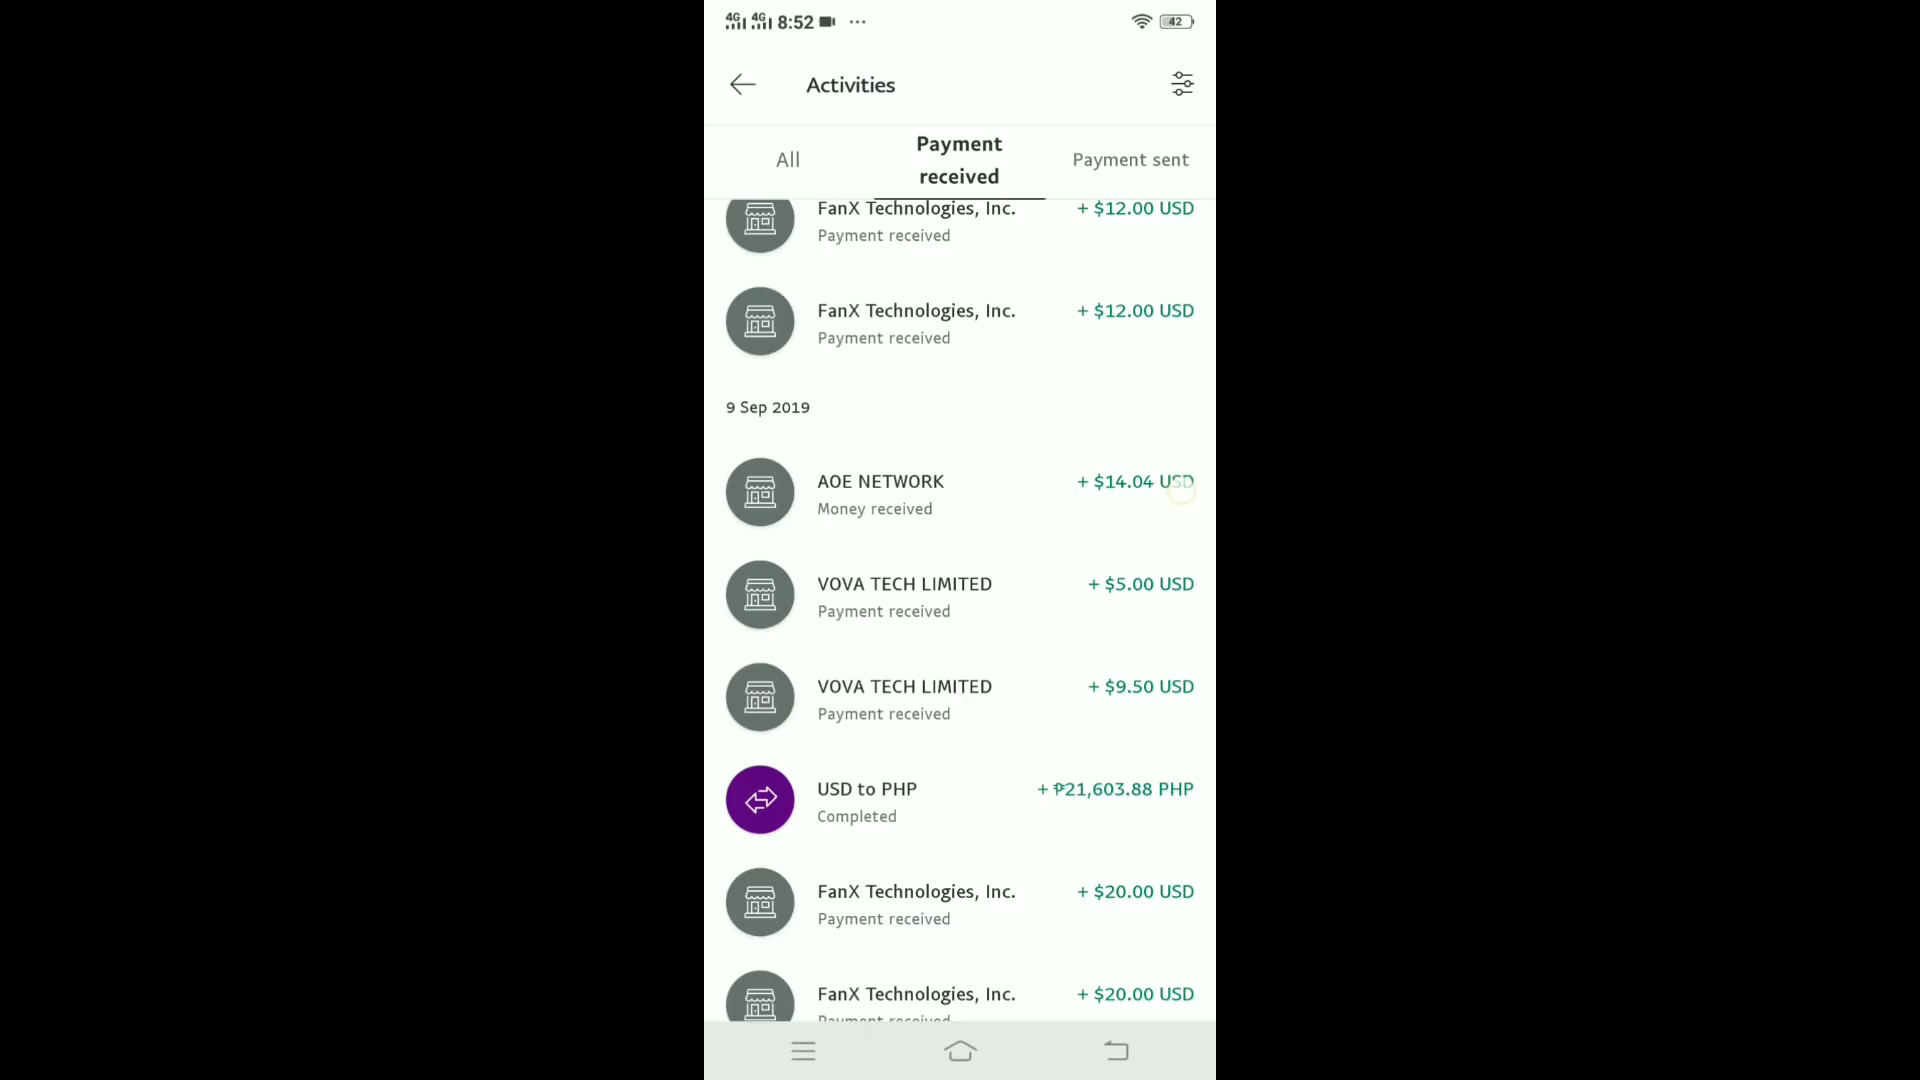 4G 4G 8:52 ... 42
Activities
All
Payment
received
Payment sent
FanX Technologies, Inc. + $12.00 USD
Payment received
FanX Technologies, Inc. + $12.00 USD
Payment received
9 Sep 2019
AOE NETWORK + $14.04 USD
Money received
VOVA TECH LIMITED + $5.00 USD
Payment received
VOVA TECH LIMITED + $9.50 USD
Payment received
USD to PHP + ₱21,603.88 PHP
Completed
FanX Technologies, Inc. + $20.00 USD
Payment received
FanX Technologies, Inc. + $20.00 USD
Payment received